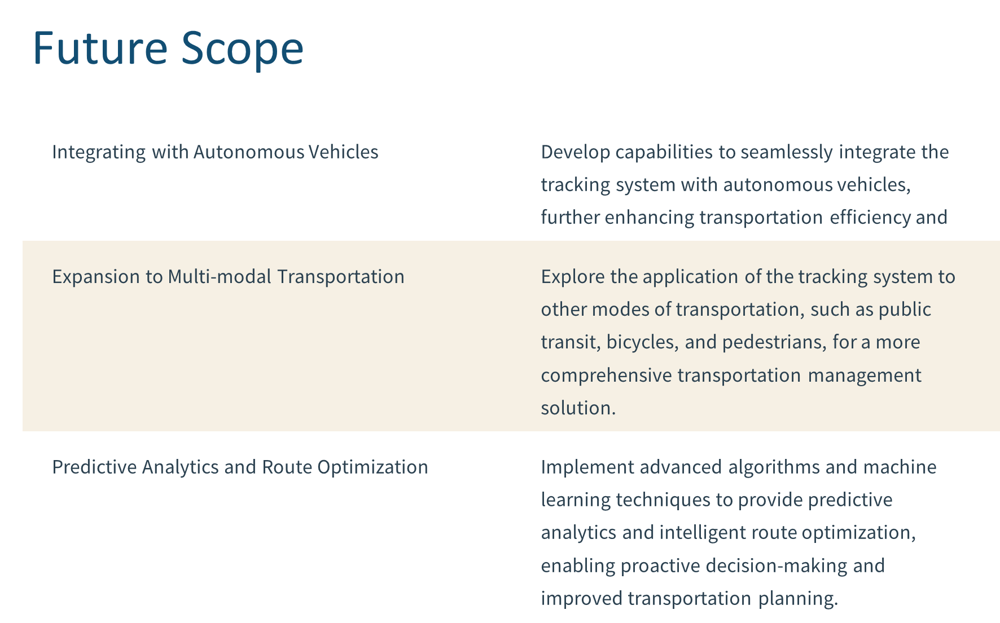 Future Scope
Integrating with Autonomous Vehicles
Develop capabilities to seamlessly integrate the
tracking system with autonomous vehicles,
further enhancing transportation efficiency and
Expansion to Multi-modal Transportation
Explore the application of the tracking system to
other modes of transportation, such as public
transit, bicycles, and pedestrians, for a more
comprehensive transportation management
solution.
Predictive Analytics and Route Optimization
Implement advanced algorithms and machine
learning techniques to provide predictive
analytics and intelligent route optimization,
enabling proactive decision-making and
improved transportation planning.